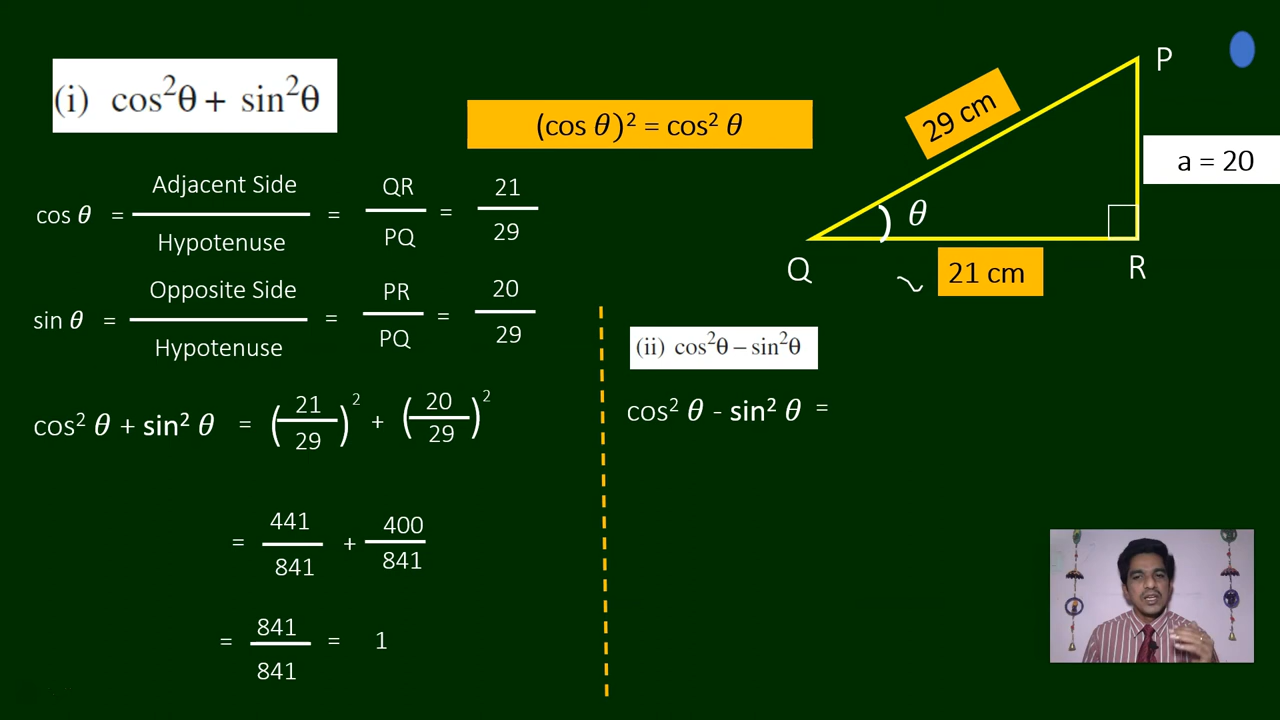 (i) cos²θ + sin²θ
(cos θ)² = cos² θ
cos θ = Adjacent Side / Hypotenuse = QR / PQ = 21 / 29
sin θ = Opposite Side / Hypotenuse = PR / PQ = 20 / 29
cos² θ + sin² θ = (21 / 29)² + (20 / 29)²
= 441 / 841 + 400 / 841
= 841 / 841 = 1
P
29 cm
a = 20
θ
Q
21 cm
R
(ii) cos²θ – sin²θ
cos² θ - sin² θ =